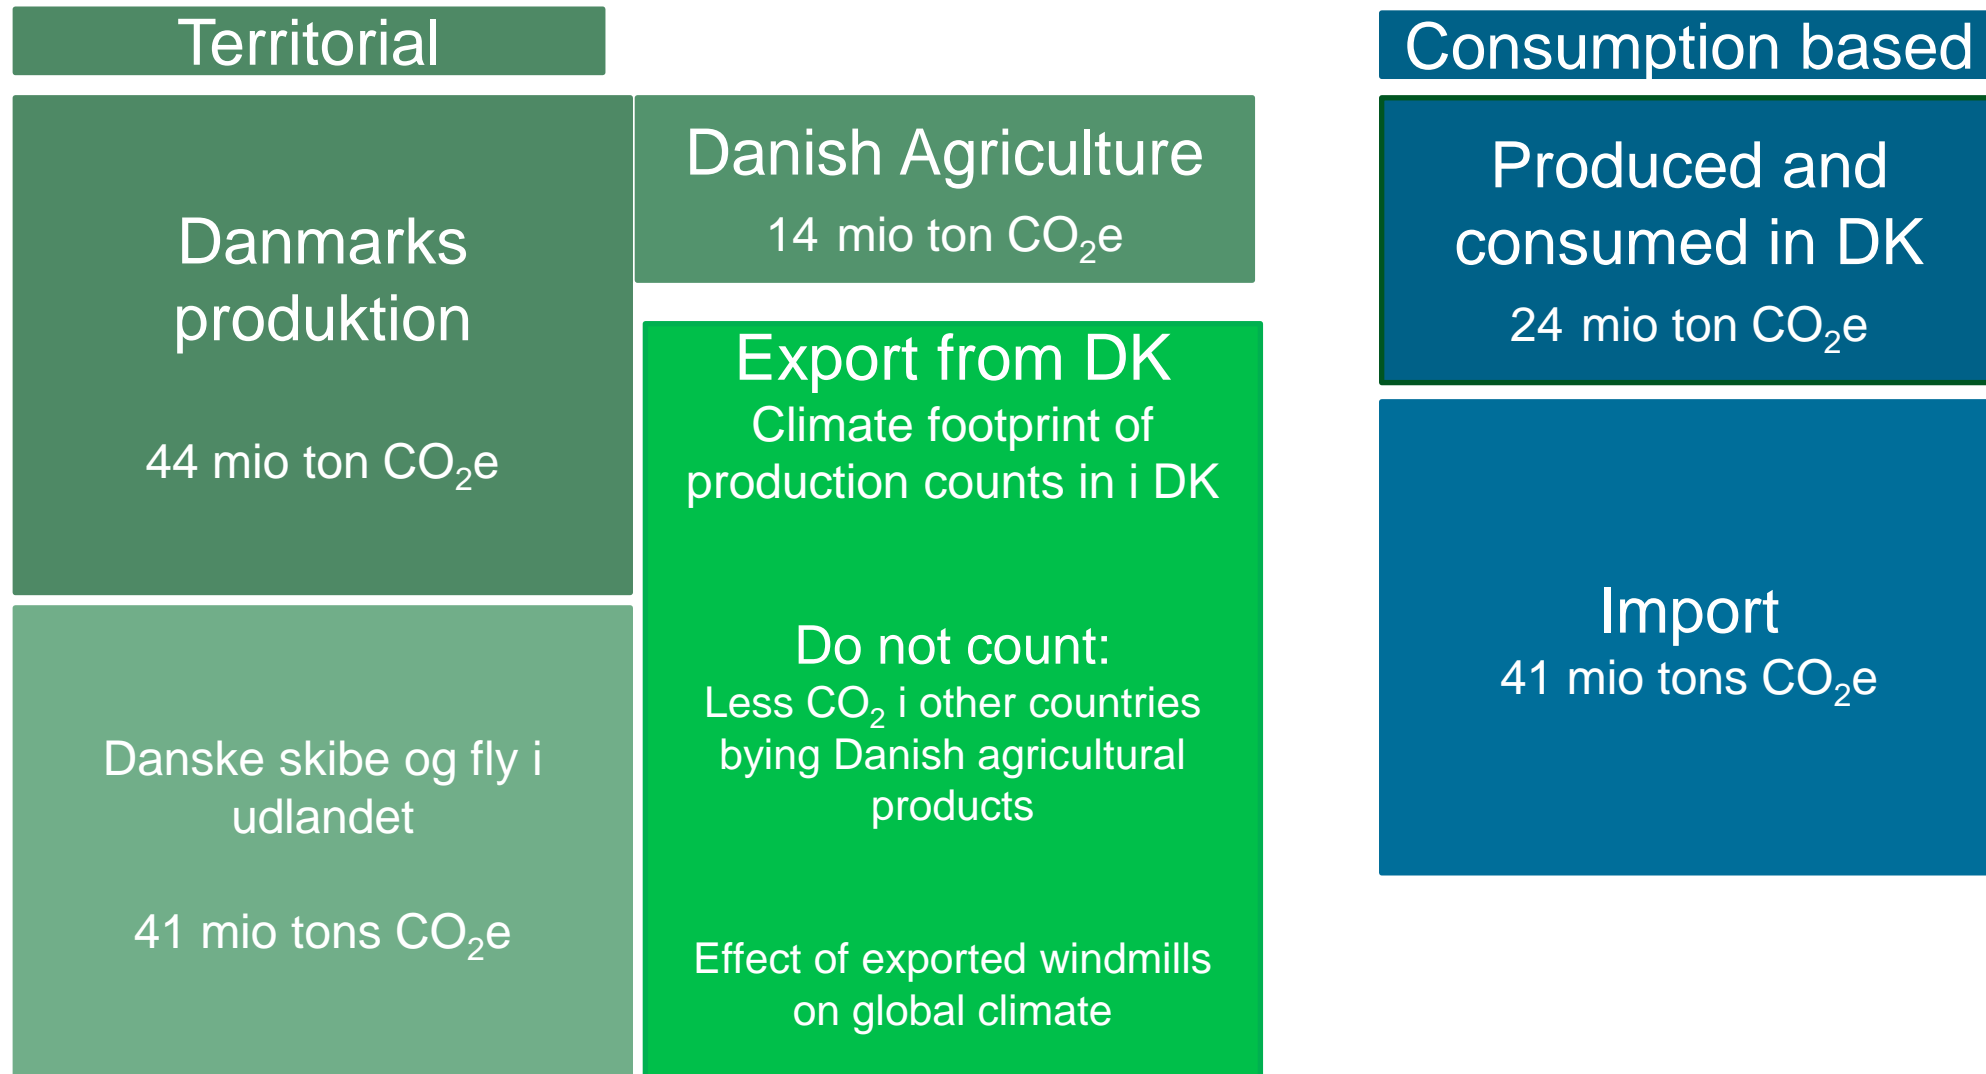 Territorial
Danmarks
produktion
44 mio ton CO₂e
Danske skibe og fly i
udlandet
41 mio tons CO₂e
Danish Agriculture
14 mio ton CO₂e
Export from DK
Climate footprint of
production counts in i DK
Do not count:
Less CO₂ i other countries
bying Danish agricultural
products
Effect of exported windmills
on global climate
Consumption based
Produced and
consumed in DK
24 mio ton CO₂e
Import
41 mio tons CO₂e